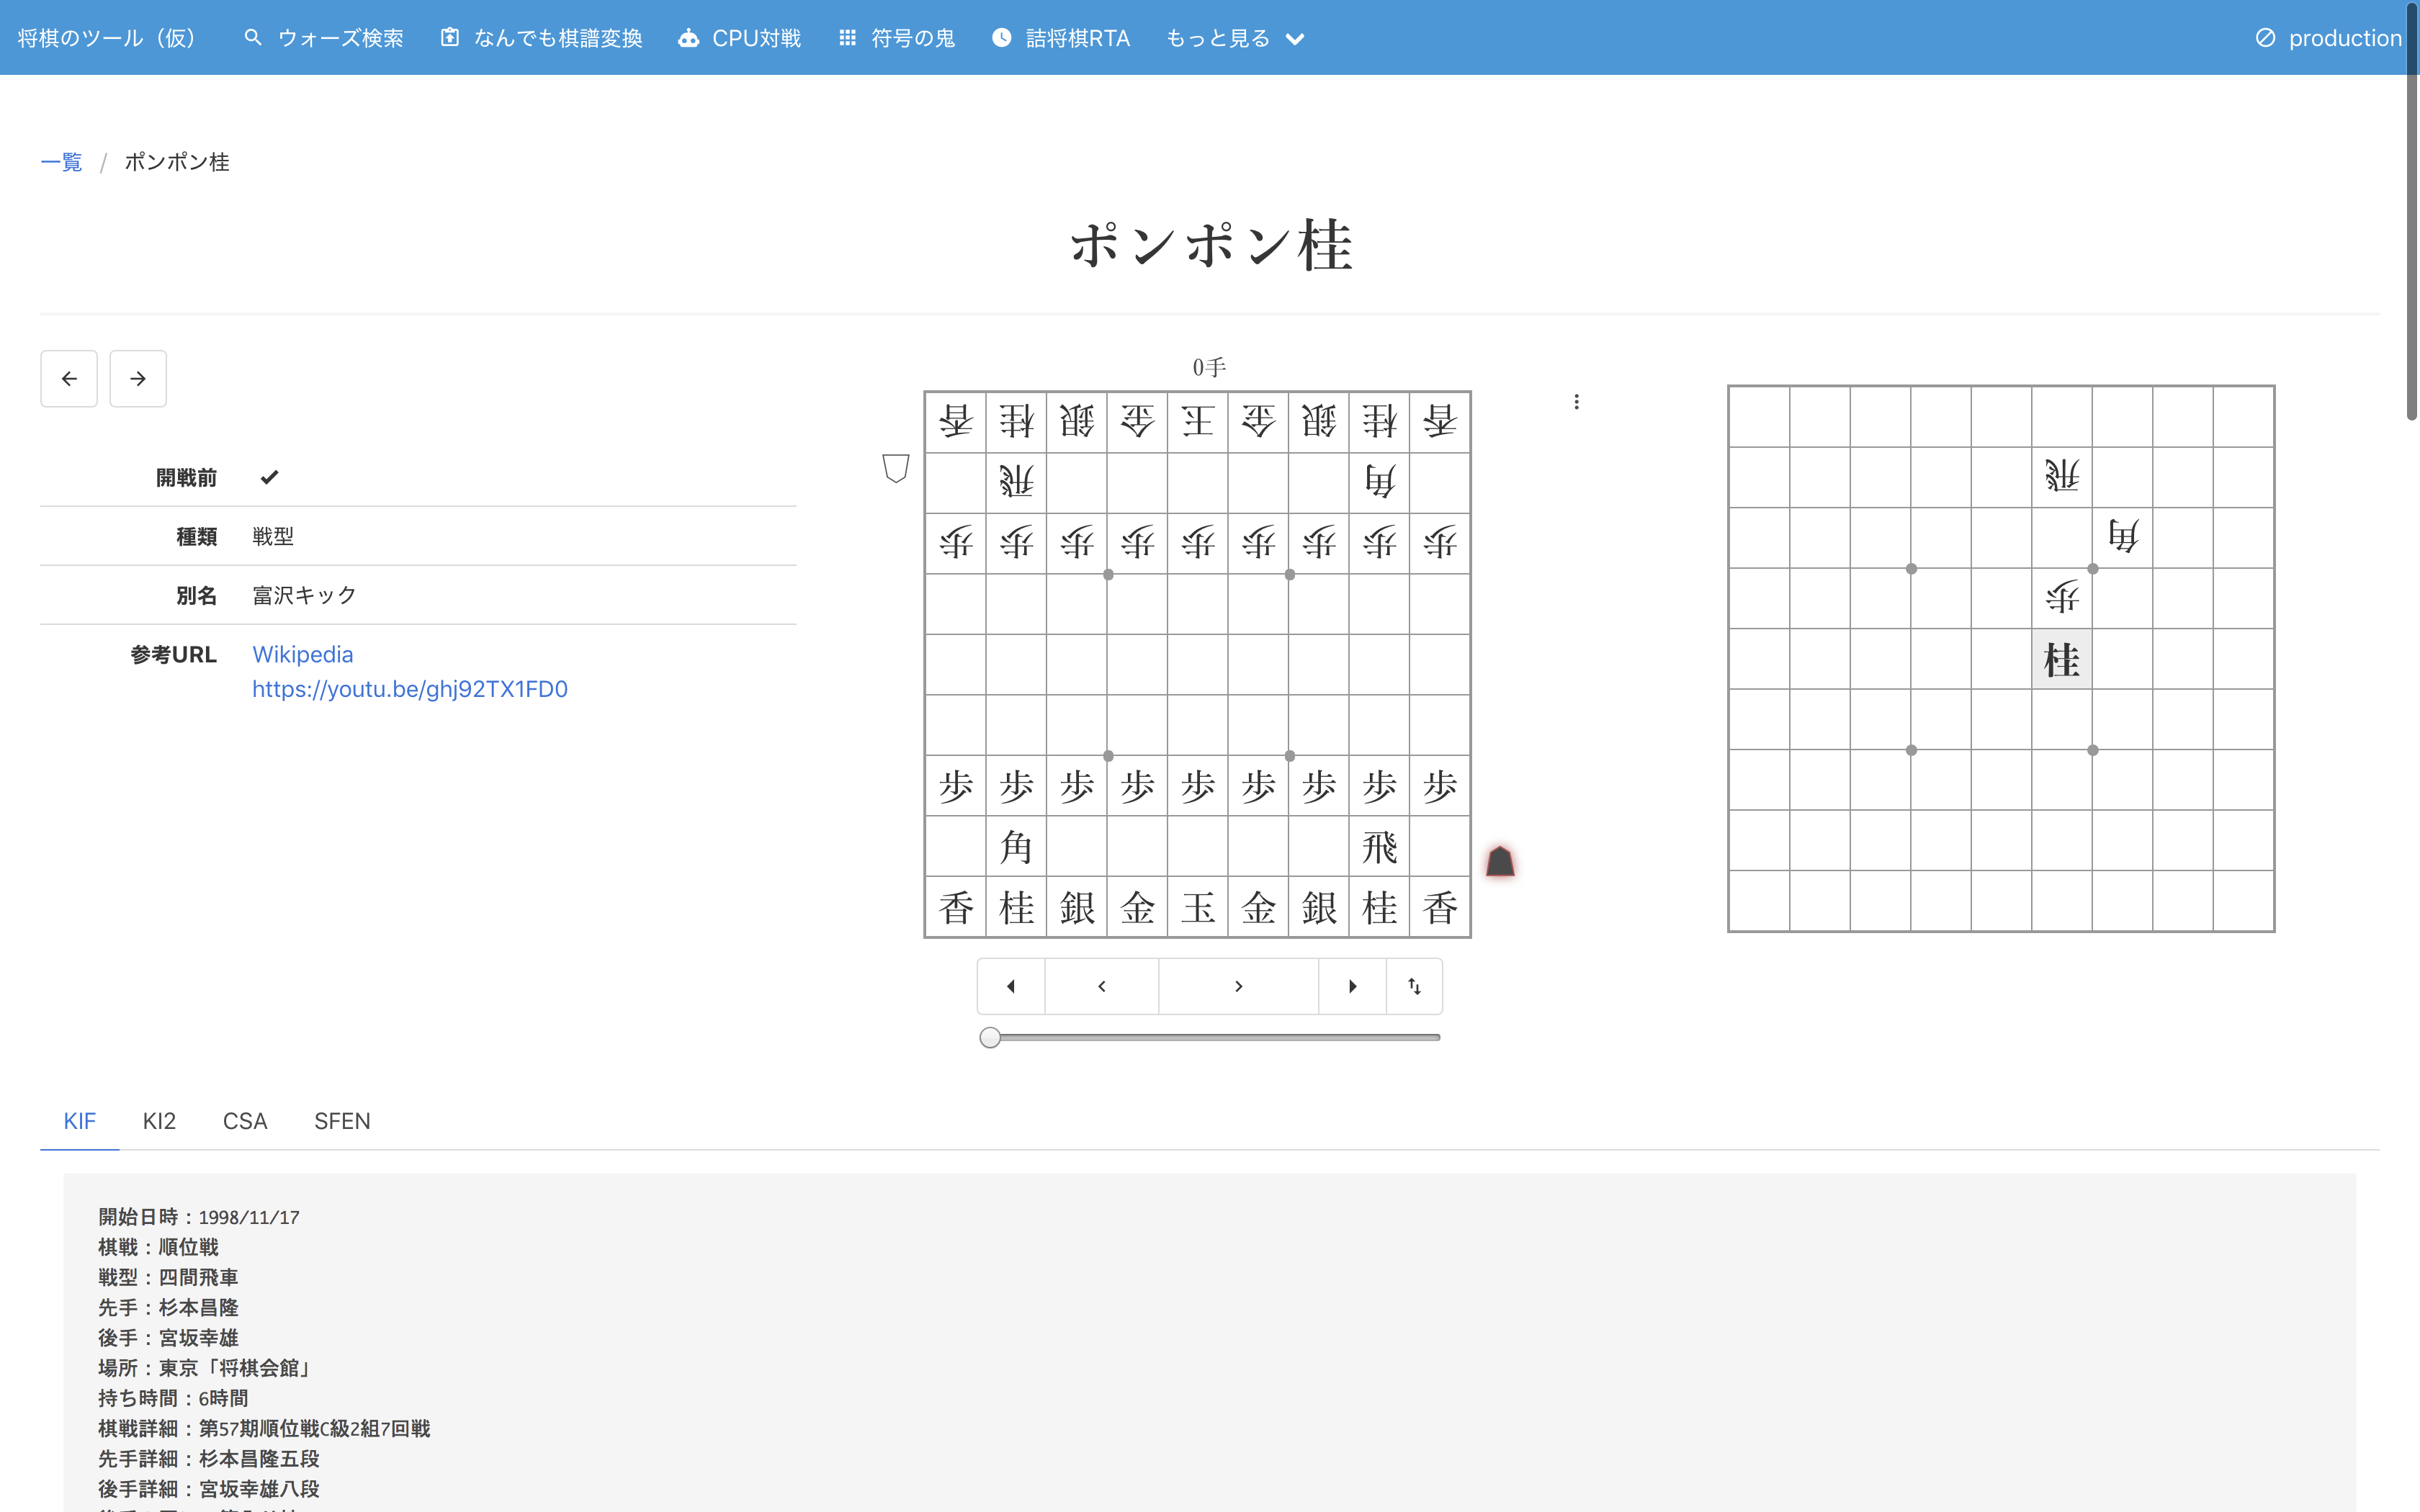 将棋のツール（仮） ウォーズ検索 なんでも棋譜変換 CPU対戦 符号の鬼 詰将棋RTA もっと見る production
一覧 / ポンポン桂
ポンポン桂
開戦前
種類 戦型
別名 富沢キック
参考URL Wikipedia
https://youtu.be/ghj92TX1FD0
0手
香 桂 銀 金 王 金 銀 桂 香
飛 角
歩 歩 歩 歩 歩 歩 歩 歩 歩
歩 歩 歩 歩 歩 歩 歩 歩 歩
角 飛
香 桂 銀 金 玉 金 銀 桂 香
飛
角
歩
桂
KIF KI2 CSA SFEN
開始日時：1998/11/17
棋戦：順位戦
戦型：四間飛車
先手：杉本昌隆
後手：宮坂幸雄
場所：東京「将棋会館」
持ち時間：6時間
棋戦詳細：第57期順位戦C級2組7回戦
先手詳細：杉本昌隆五段
後手詳細：宮坂幸雄八段